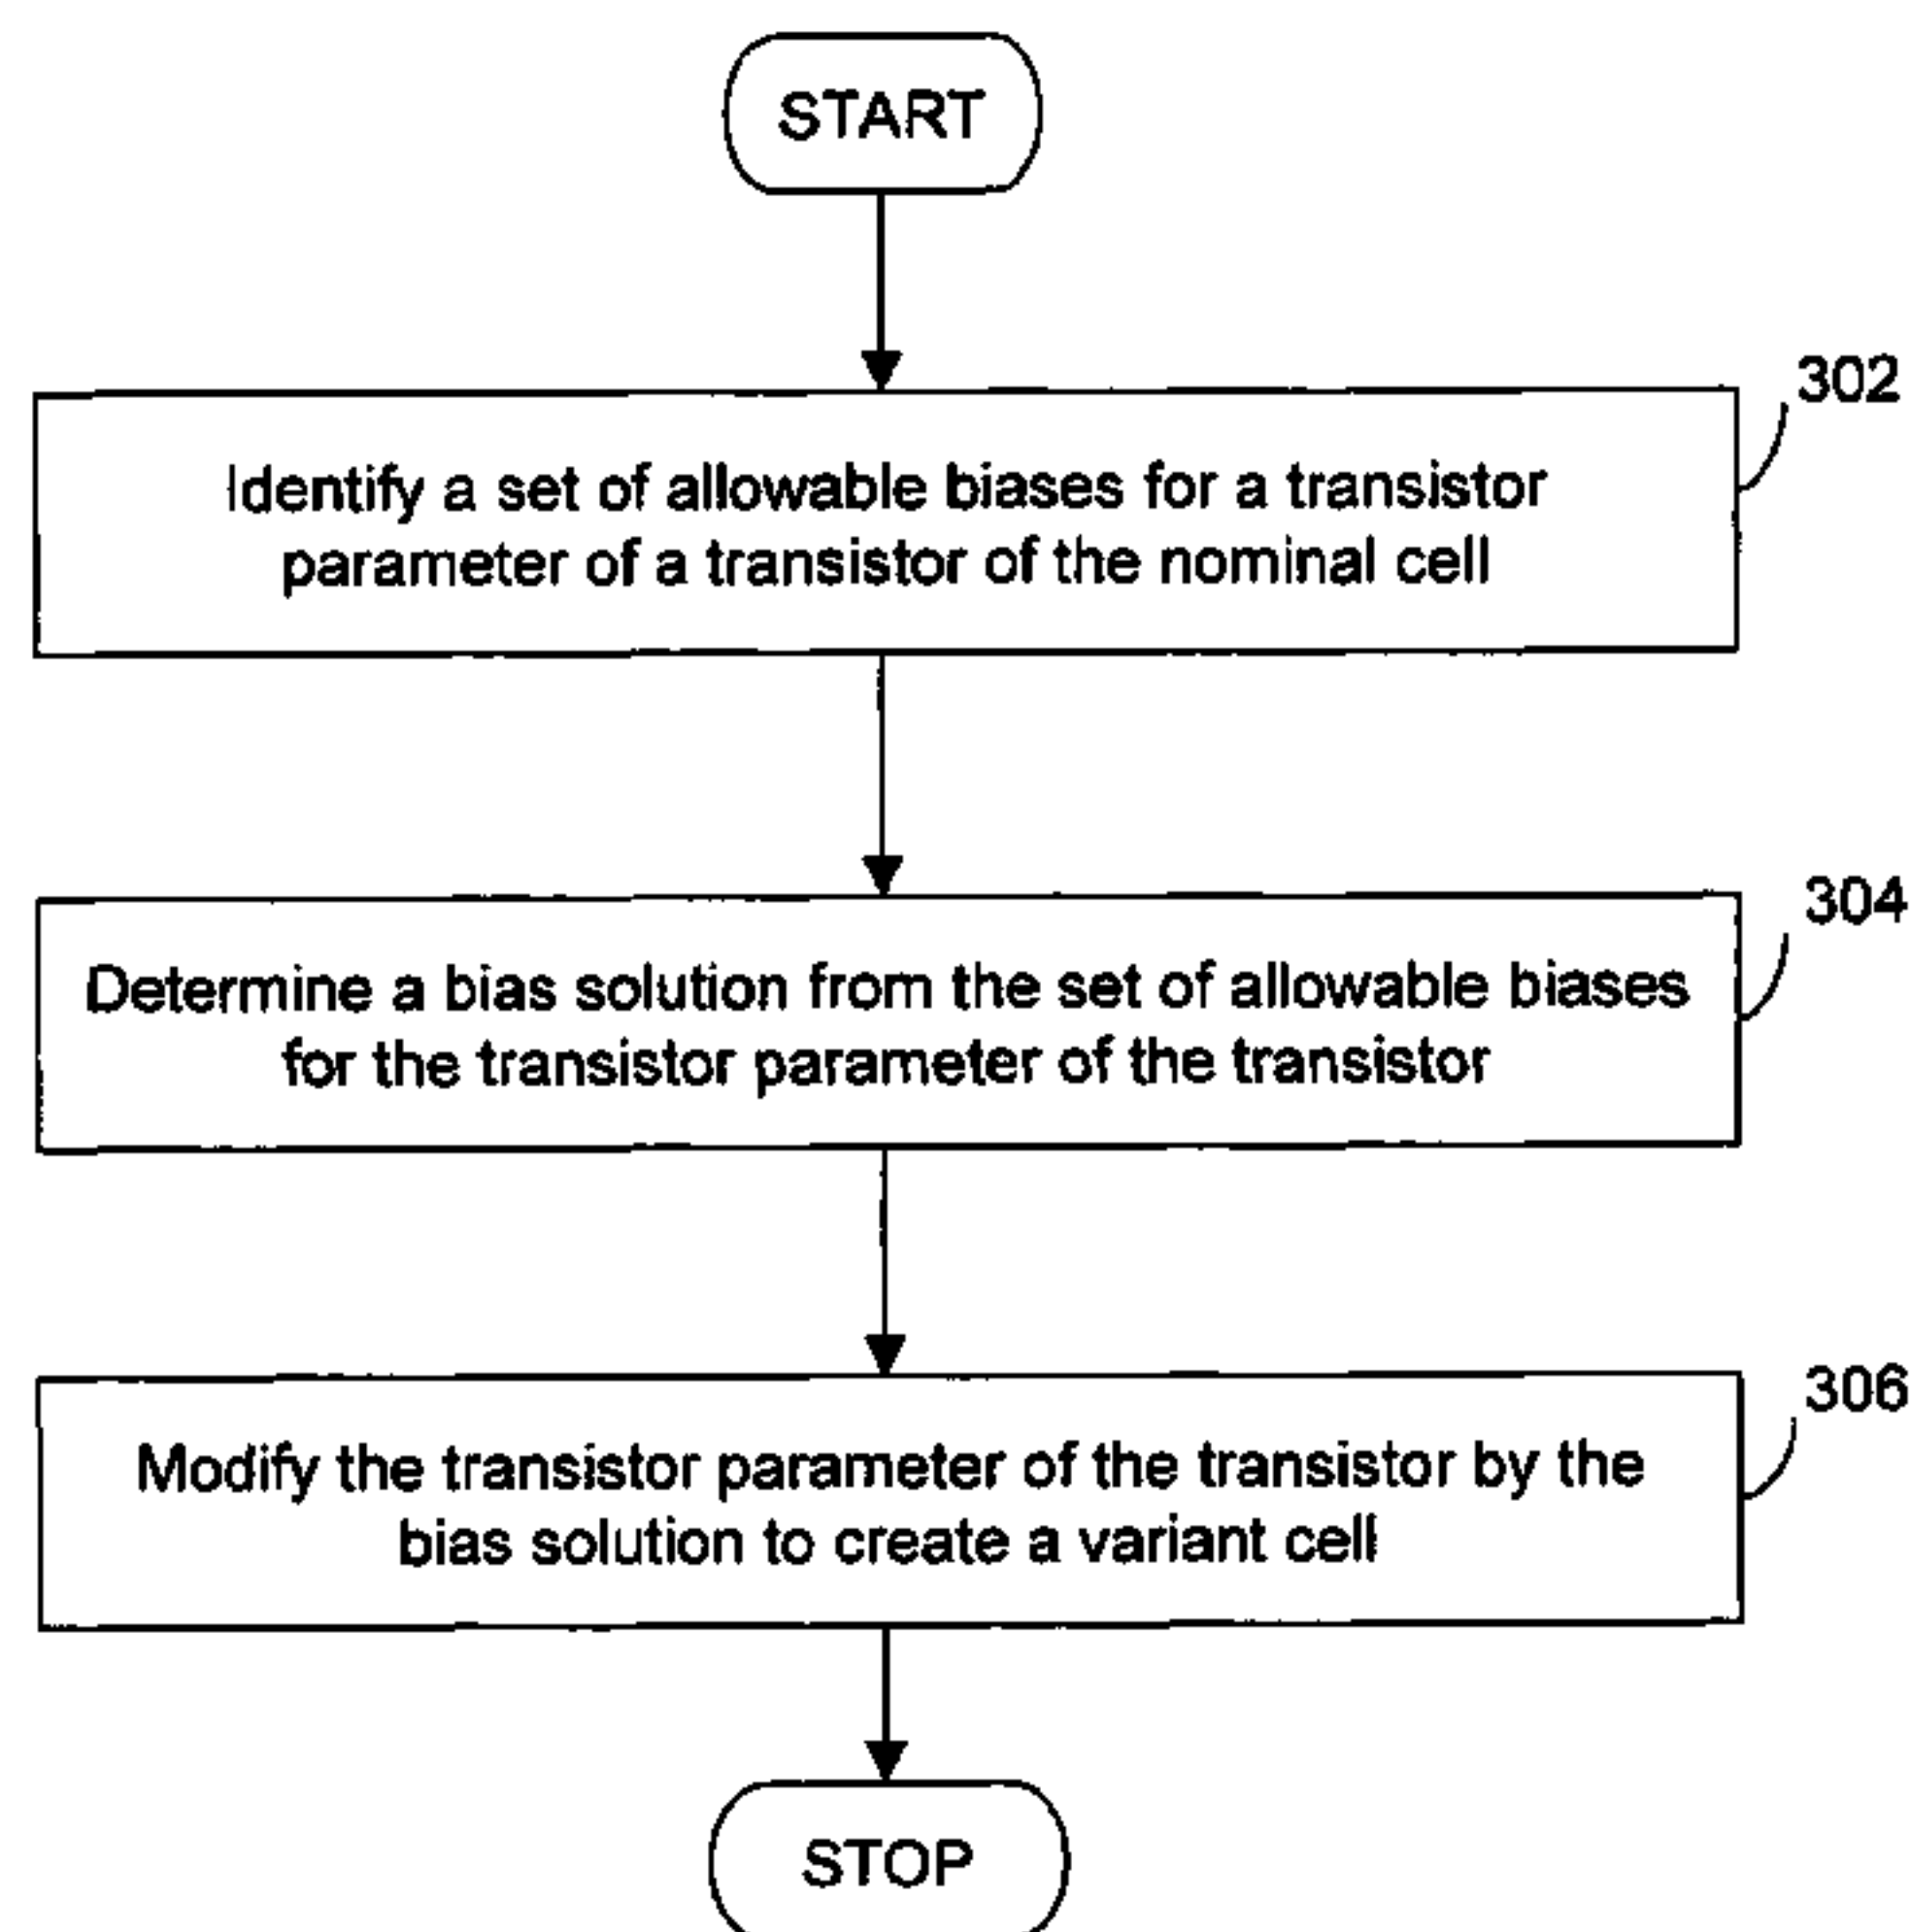 START
302
Identify a set of allowable biases for a transistor
parameter of a transistor of the nominal cell
304
Determine a bias solution from the set of allowable biases
for the transistor parameter of the transistor
306
Modify the transistor parameter of the transistor by the
bias solution to create a variant cell
STOP